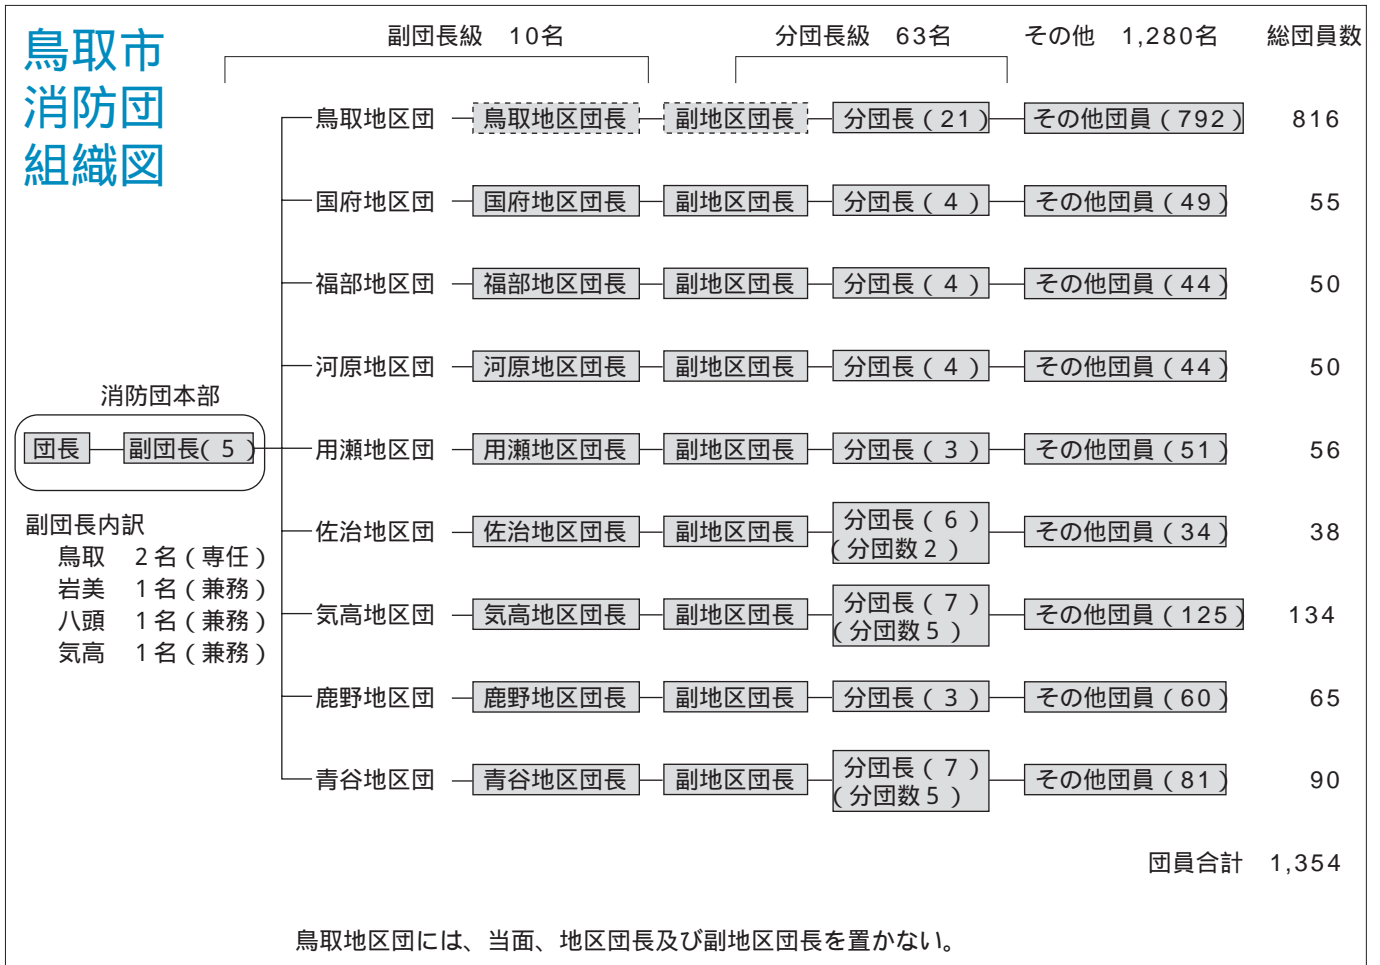 鳥取市
消防団
組織図
副団長級 10名 分団長級 63名 その他 1,280名 総団員数
鳥取地区団 鳥取地区団長 副地区団長 分団長(21) その他団員(792) 816
国府地区団 国府地区団長 副地区団長 分団長(4) その他団員(49) 55
福部地区団 福部地区団長 副地区団長 分団長(4) その他団員(44) 50
河原地区団 河原地区団長 副地区団長 分団長(4) その他団員(44) 50
消防団本部
団長 副団長(5) 用瀬地区団 用瀬地区団長 副地区団長 分団長(3) その他団員(51) 56
副団長内訳
鳥取 2名(専任)
岩美 1名(兼務)
八頭 1名(兼務)
気高 1名(兼務)
佐治地区団 佐治地区団長 副地区団長 分団長(6) その他団員(34) 38
(分団数2)
気高地区団 気高地区団長 副地区団長 分団長(7) その他団員(125) 134
(分団数5)
鹿野地区団 鹿野地区団長 副地区団長 分団長(3) その他団員(60) 65
青谷地区団 青谷地区団長 副地区団長 分団長(7) その他団員(81) 90
(分団数5)
団員合計 1,354
鳥取地区団には、当面、地区団長及び副地区団長を置かない。